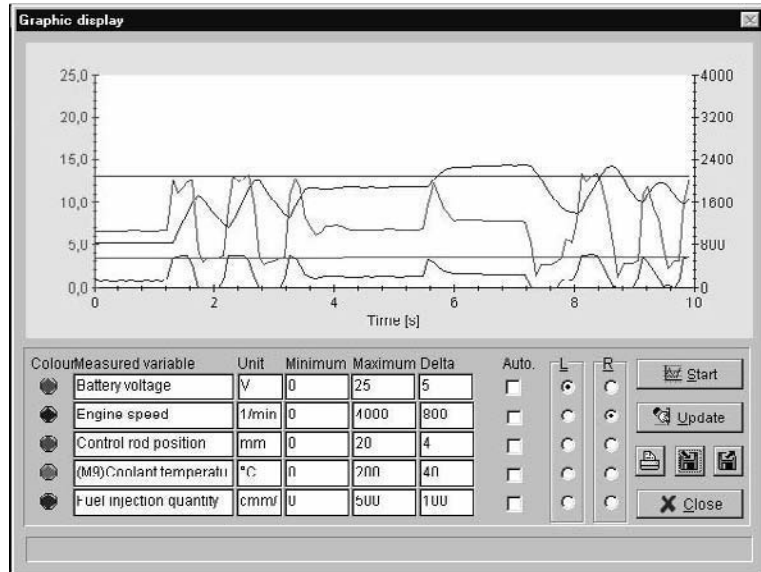 Graphic display
25,0 4000
20,0 3200
15,0 2400
10,0 1600
5,0 800
0,0 0
0 2 4 6 8 10
Time [s]
Colour Measured variable Unit Minimum Maximum Delta Auto. L R
Battery voltage V 0 25 5
Engine speed 1/min 0 4000 800
Control rod position mm 0 20 4
(M9)Coolant temperatu °C 0 200 40
Fuel injection quantity cmm/ 0 500 100
Start
Update
Close